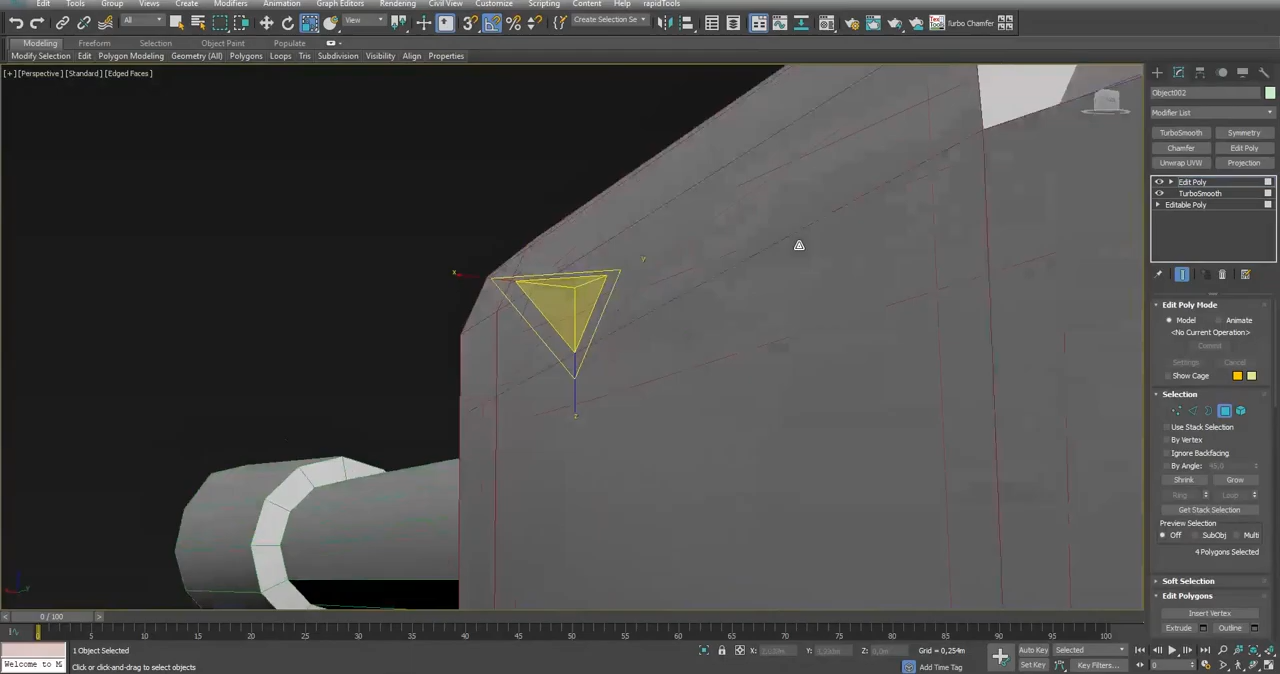 Edit Tools Group Views Create Modifiers Animation Graph Editors Rendering Civil View Customize Scripting Content Help rapidTools
All View Create Selection Se Turbo Chamfer
Modeling Freeform Selection Object Paint Populate
Modify Selection Edit Polygon Modeling Geometry (All) Polygons Loops Tris Subdivision Visibility Align Properties
[+] [Perspective] [Standard] [Edged Faces]
Object002
Modifier List
TurboSmooth Symmetry
Chamfer Edit Poly
Unwrap UVW Projection
Edit Poly
TurboSmooth
Editable Poly
x
y
z
Edit Poly Mode
Model Animate
<No Current Operation>
Commit
Settings Cancel
Show Cage
Selection
Use Stack Selection
By Vertex
Ignore Backfacing
By Angle: 45,0
Shrink Grow
Ring Loop
Get Stack Selection
Preview Selection
Off SubObj Multi
4 Polygons Selected
Soft Selection
Edit Polygons
Insert Vertex
Extrude Outline
0 / 100
0 5 10 15 20 25 30 35 40 45 50 55 60 65 70 75 80 85 90 95 100
1 Object Selected
X: Y: Z: Grid = 0,254m
Auto Key Selected
Welcome to M
Click or click-and-drag to select objects
Add Time Tag
Set Key Key Filters... 0